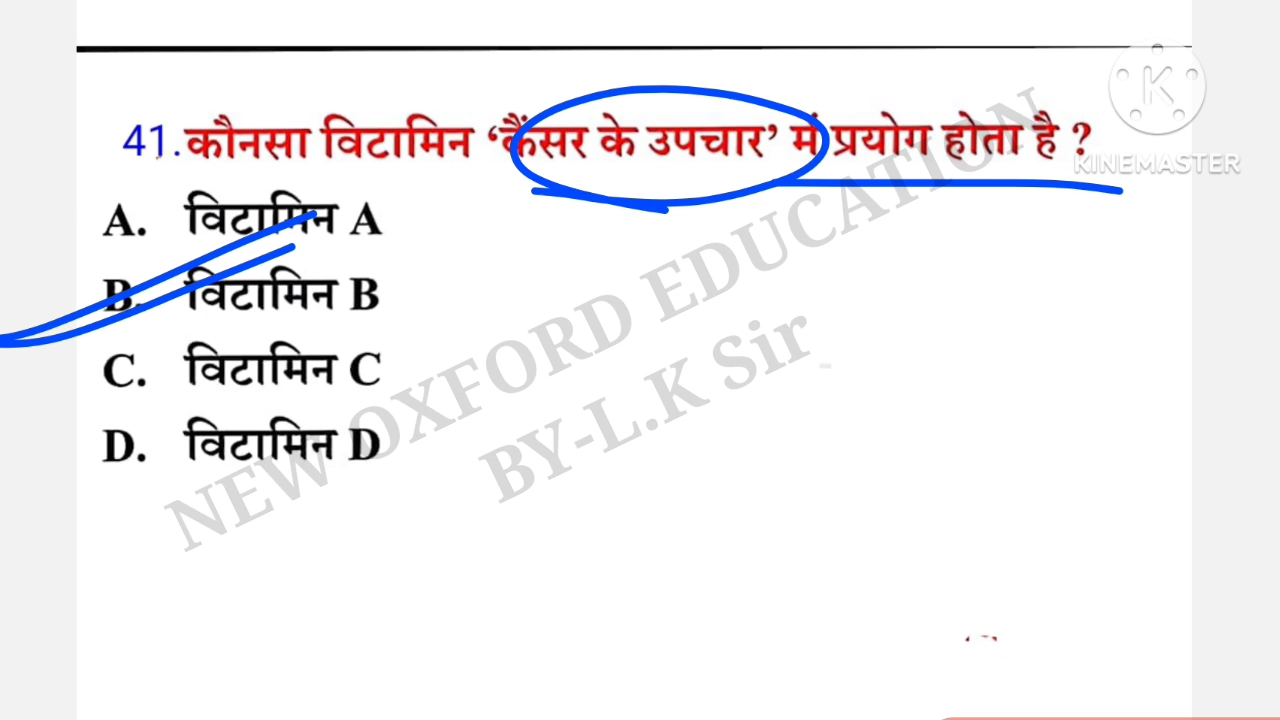 41. कौनसा विटामिन ‘कैंसर के उपचार’ में प्रयोग होता है ?
KINEMASTER
A. विटामिन A
B. विटामिन B
C. विटामिन C
D. विटामिन D
NEW OXFORD EDUCATION
BY-L.K Sir